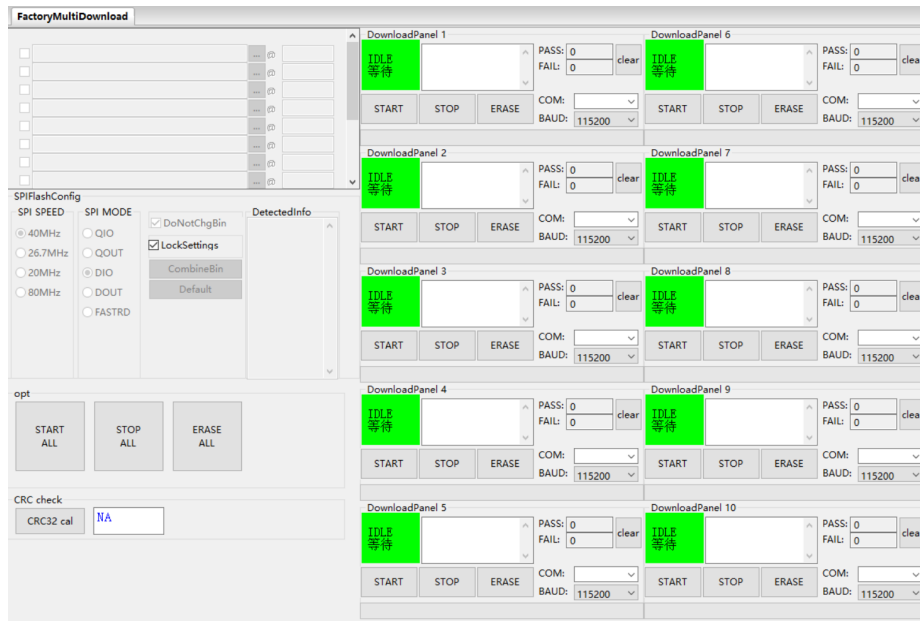 FactoryMultiDownload
... @
... @
... @
... @
... @
... @
... @
... @
SPIFlashConfig
SPI SPEED
40MHz
26.7MHz
20MHz
80MHz
SPI MODE
QIO
QOUT
DIO
DOUT
FASTRD
DoNotChgBin
LockSettings
CombineBin
Default
DetectedInfo
opt
START ALL
STOP ALL
ERASE ALL
CRC check
CRC32 cal NA
DownloadPanel 1
IDLE
等待
PASS: 0
FAIL: 0
clear
START STOP ERASE
COM:
BAUD: 115200
DownloadPanel 2
IDLE
等待
PASS: 0
FAIL: 0
clear
START STOP ERASE
COM:
BAUD: 115200
DownloadPanel 3
IDLE
等待
PASS: 0
FAIL: 0
clear
START STOP ERASE
COM:
BAUD: 115200
DownloadPanel 4
IDLE
等待
PASS: 0
FAIL: 0
clear
START STOP ERASE
COM:
BAUD: 115200
DownloadPanel 5
IDLE
等待
PASS: 0
FAIL: 0
clear
START STOP ERASE
COM:
BAUD: 115200
DownloadPanel 6
IDLE
等待
PASS: 0
FAIL: 0
clea
START STOP ERASE
COM:
BAUD: 115200
DownloadPanel 7
IDLE
等待
PASS: 0
FAIL: 0
clea
START STOP ERASE
COM:
BAUD: 115200
DownloadPanel 8
IDLE
等待
PASS: 0
FAIL: 0
clea
START STOP ERASE
COM:
BAUD: 115200
DownloadPanel 9
IDLE
等待
PASS: 0
FAIL: 0
clea
START STOP ERASE
COM:
BAUD: 115200
DownloadPanel 10
IDLE
等待
PASS: 0
FAIL: 0
clea
START STOP ERASE
COM:
BAUD: 115200